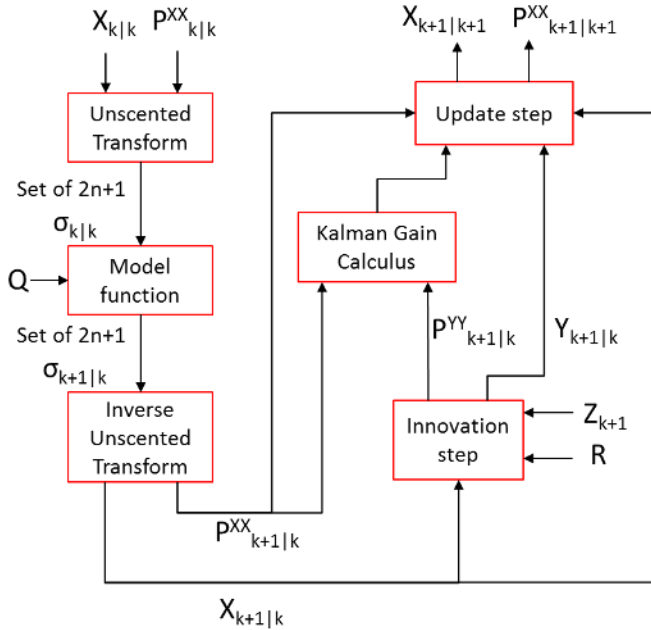 X_{k|k} P^{XX}_{k|k}
Unscented
Transform
Set of 2n+1
σ_{k|k}
Q
Model
function
Set of 2n+1
σ_{k+1|k}
Inverse
Unscented
Transform
P^{XX}_{k+1|k}
X_{k+1|k}
X_{k+1|k+1} P^{XX}_{k+1|k+1}
Update step
Kalman Gain
Calculus
P^{YY}_{k+1|k} Y_{k+1|k}
Innovation
step
Z_{k+1}
R